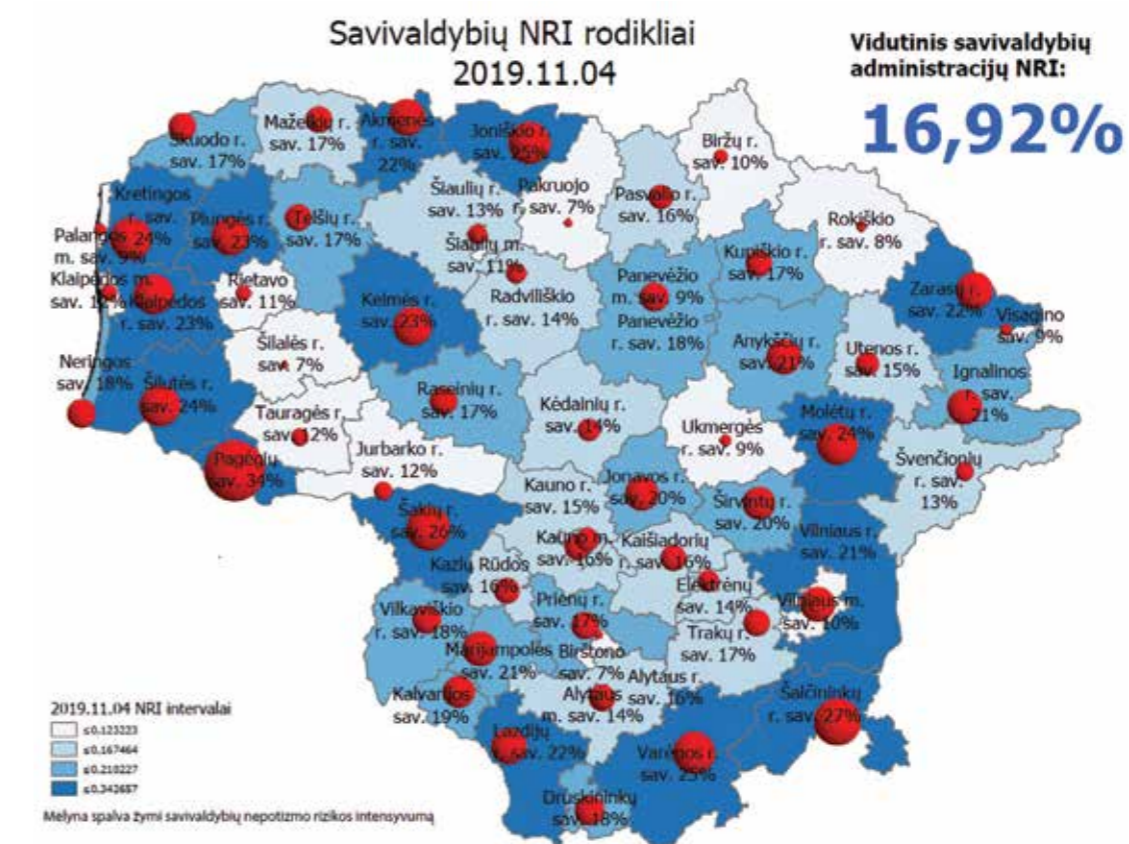 Savivaldybių NRI rodikliai
2019.11.04
Vidutinis savivaldybių
administracijų NRI:
16,92%
Skuodo r.
sav. 17%
Mažeikių r.
sav. 17%
Akmenės
r. sav.
22%
Joniškio r.
sav. 25%
Biržų r.
sav. 10%
Kretingos
r. sav.
24%
Plungės r.
sav. 23%
Telšių r.
sav. 17%
Šiaulių r.
sav. 13%
Pakruojo
r. sav. 7%
Pasvalio r.
sav. 16%
Rokiškio
r. sav. 8%
Palangos
m. sav. 9%
Šiaulių m.
sav. 11%
Kupiškio r.
sav. 17%
Klaipėdos m.
sav.
Klaipėdos
r. sav. 23%
Rietavo
sav. 11%
Kelmės r.
sav. 23%
Radviliškio
r. sav. 14%
Panevėžio
m. sav. 9%
Panevėžio
r. sav. 18%
Zarasų r.
sav. 22%
Visagino
sav. 9%
Šilalės r.
sav. 7%
Anykščių r.
sav. 21%
Utenos r.
sav. 15%
Ignalinos
r. sav.
21%
Neringos
sav. 18%
Šilutės r.
sav. 24%
Raseinių r.
sav. 17%
Tauragės r.
sav. 12%
Kėdainių r.
sav. 14%
Ukmergės
r. sav. 9%
Molėtų r.
sav. 24%
Pagėgių
sav. 34%
Jurbarko r.
sav. 12%
Švenčionių
r. sav.
13%
Kauno r.
sav. 15%
Jonavos r.
sav. 20%
Širvintų r.
sav. 20%
Šakių r.
sav. 26%
Kauno m.
sav. 16%
Kaišiadorių
r. sav. 16%
Vilniaus r.
sav. 21%
Kazlų Rūdos
sav. 16%
Elektrėnų
sav. 14%
Vilniaus m.
sav. 10%
Vilkaviškio
r. sav. 18%
Prienų r.
sav. 17%
Trakų r.
sav. 17%
Marijampolės
sav. 21%
Birštono
sav. 7%
Alytaus r.
sav. 16%
Kalvarijos
sav. 19%
Alytaus
m. sav. 14%
Šalčininkų
r. sav. 27%
Lazdijų
r. sav. 22%
Varėnos r.
sav. 25%
Druskininkų
sav. 18%
2019.11.04 NRI intervalai
≤0,123223
≤0,167464
≤0,210227
≤0,342657
Mėlyna spalva žymi savivaldybių nepotizmo rizikos intensyvumą